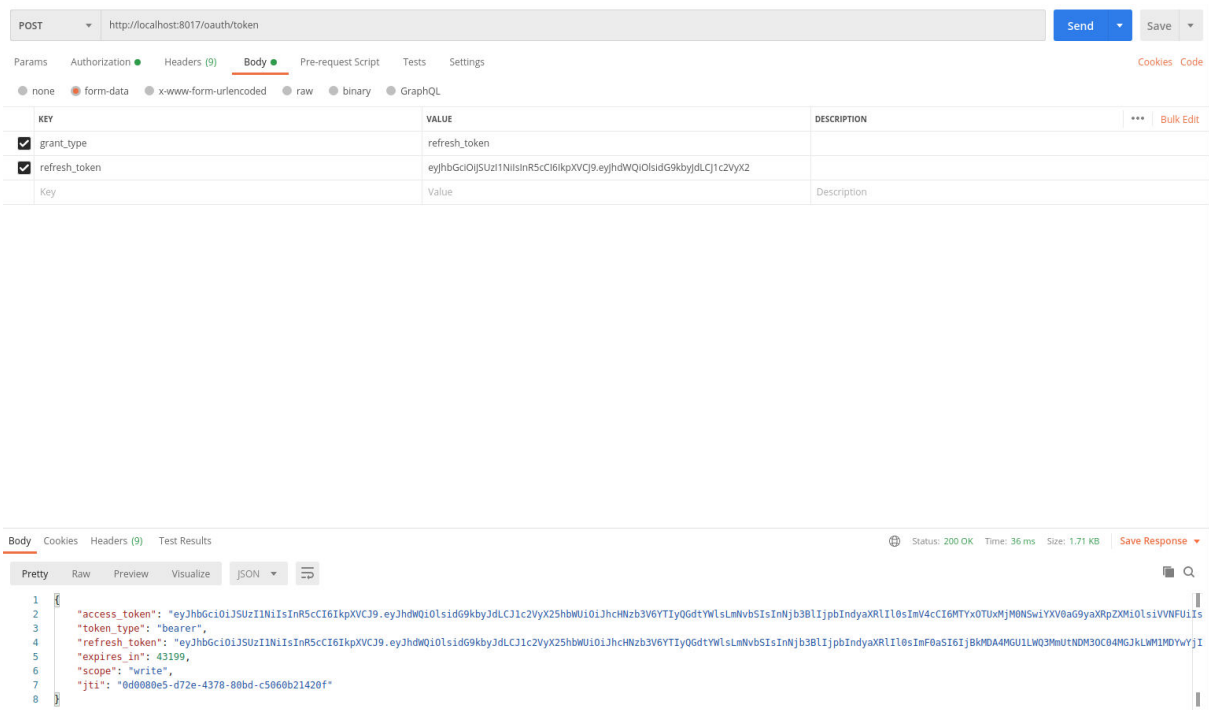 POST http://localhost:8017/oauth/token Send Save
Params Authorization Headers (9) Body Pre-request Script Tests Settings Cookies Code
none form-data x-www-form-urlencoded raw binary GraphQL
KEY VALUE DESCRIPTION ••• Bulk Edit
grant_type refresh_token
refresh_token eyJhbGciOiJSUzI1NiIsInR5cCI6IkpXVCJ9.eyJhdWQiOlsidG9kbyJdLCJ1c2VyX2
Key Value Description
Body Cookies Headers (9) Test Results Status: 200 OK Time: 36 ms Size: 1.71 KB Save Response
Pretty Raw Preview Visualize JSON
1 {
2 "access_token": "eyJhbGciOiJSUzI1NiIsInR5cCI6IkpXVCJ9.eyJhdWQiOlsidG9kbyJdLCJ1c2VyX25hbWUiOiJhcHNzb3V6YTIyQGdtYWlsLmNvbSIsInNjb3BlIjpbIndyaXRlIl0sImV4cCI6MTYxOTUxMjM0NSwiYXV0aG9yaXRpZXMiOlsiVVNFUiIs
3 "token_type": "bearer",
4 "refresh_token": "eyJhbGciOiJSUzI1NiIsInR5cCI6IkpXVCJ9.eyJhdWQiOlsidG9kbyJdLCJ1c2VyX25hbWUiOiJhcHNzb3V6YTIyQGdtYWlsLmNvbSIsInNjb3BlIjpbIndyaXRlIl0sImF0aSI6IjBkMDA4MGU1LWQ3MmUtNDM3OC04MGJkLWM1MDYwYjI
5 "expires_in": 43199,
6 "scope": "write",
7 "jti": "0d0080e5-d72e-4378-80bd-c5060b21420f"
8 }